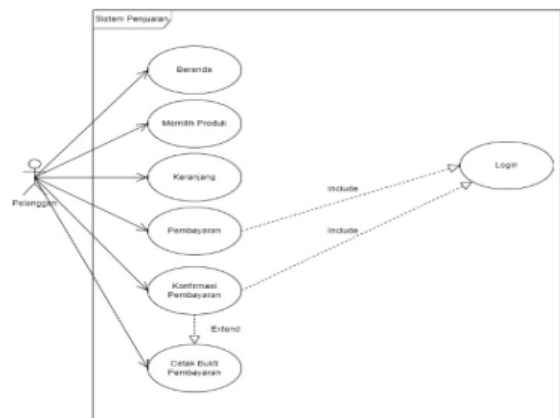 Sistem Penjualan
Beranda
Memilih Produk
Keranjang
Login
Include
Pelanggan
Pembayaran
Include
Konfirmasi
Pembayaran
Extend
Cetak Bukti
Pembayaran